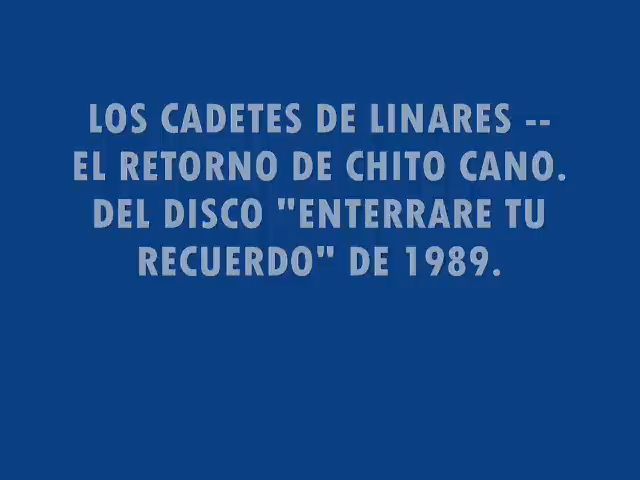 LOS CADETES DE LINARES --
EL RETORNO DE CHITO CANO.
DEL DISCO "ENTERRARE TU
RECUERDO" DE 1989.